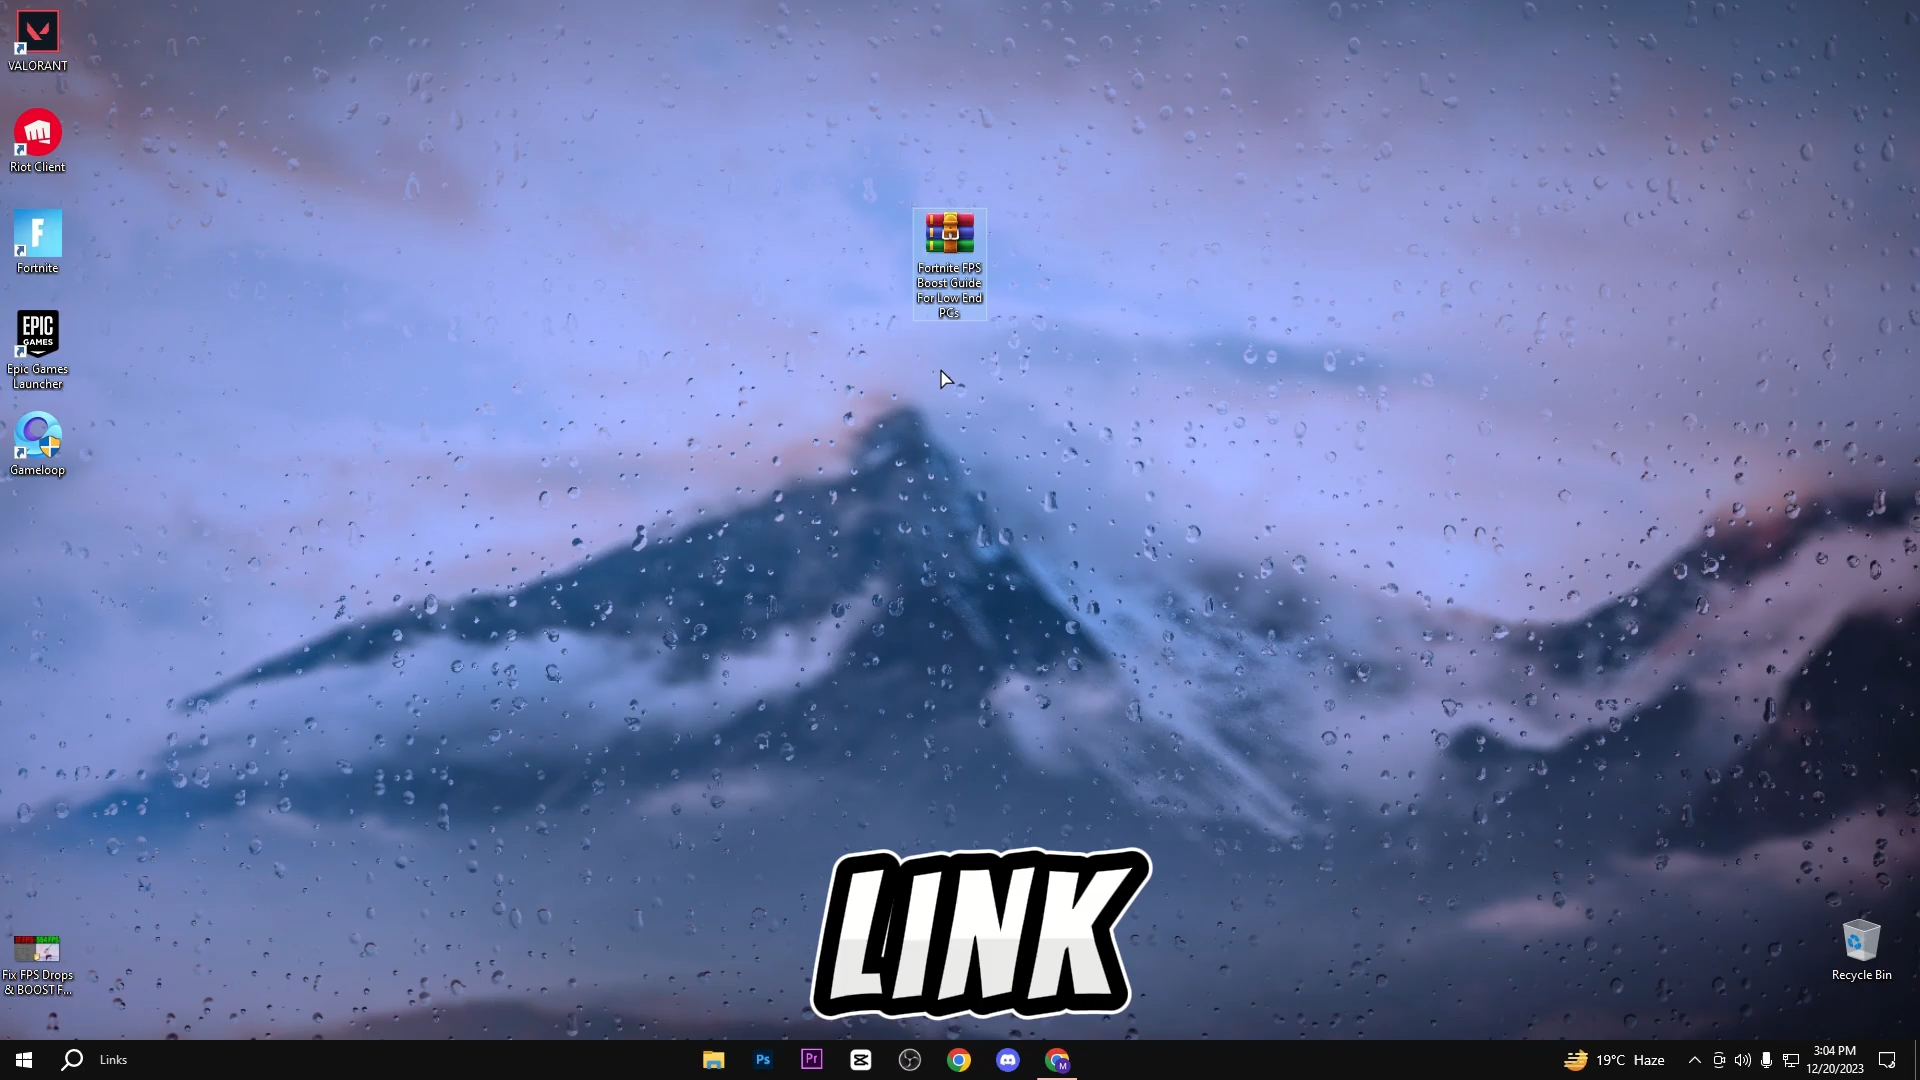 VALORANT
Riot Client
F
Fortnite
EPIC
GAMES
Epic Games
Launcher
Gameloop
Fortnite FPS
Boost Guide
For Low End
PCs
Fix FPS Drops
& BOOST F...
LINK
Recycle Bin
Links
Ps
Pr
M
19°C Haze
3:04 PM
12/20/2023